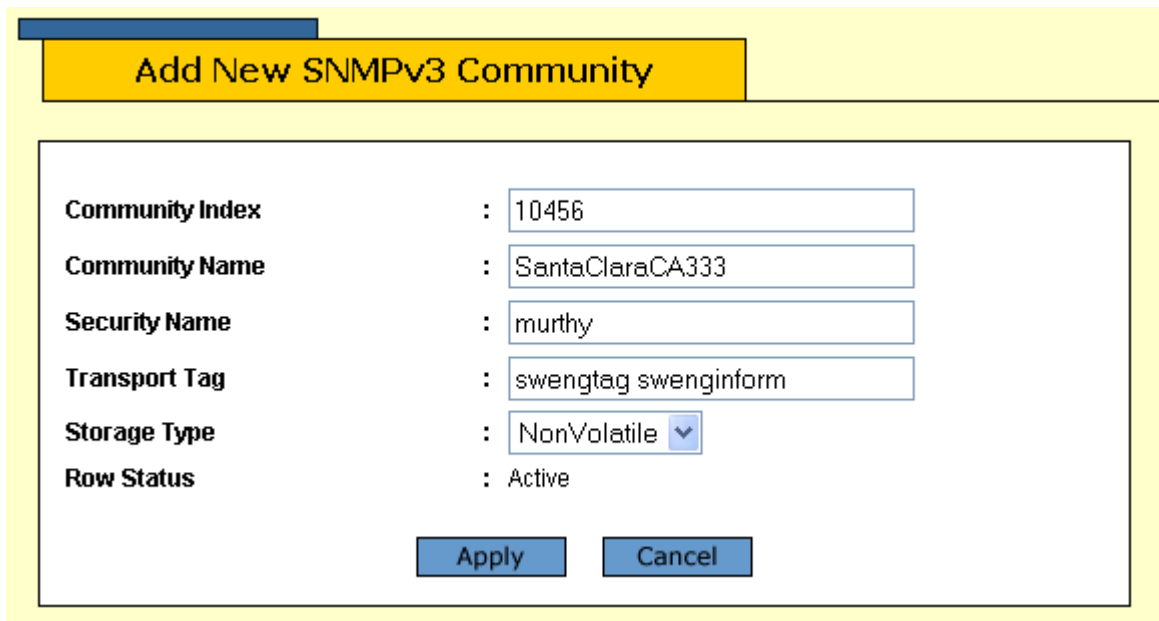 Add New SNMPv3 Community
Community Index : 10456
Community Name : SantaClaraCA333
Security Name : murthy
Transport Tag : swengtag swenginform
Storage Type : NonVolatile
Row Status : Active
Apply Cancel